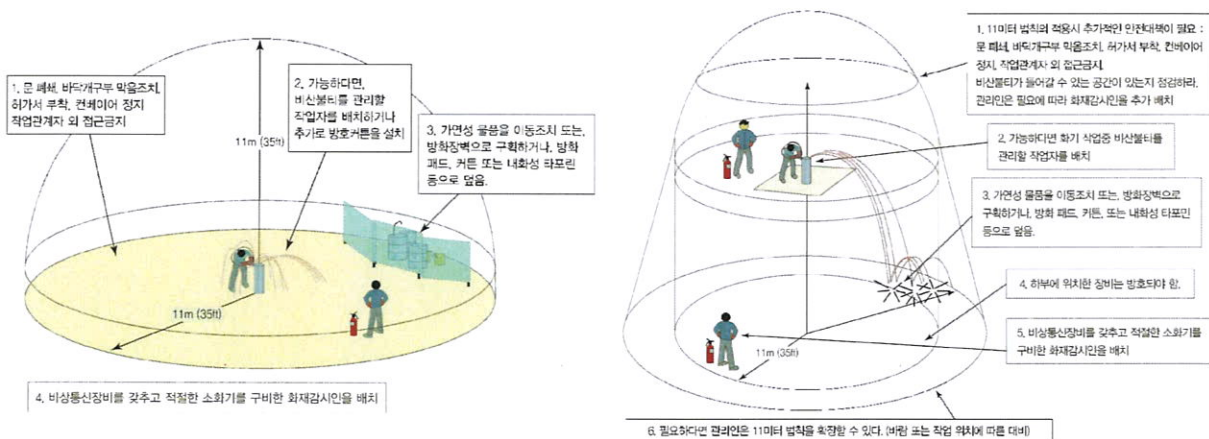 1. 문 폐쇄, 바닥개구부 막음조치,
허가서 부착, 컨베이어 정지
작업관계자 외 접근금지
11m (35ft)
2. 가능하다면,
비산불티를 관리할
작업자를 배치하거나
추가로 방호커튼을 설치
3. 가연성 물품을 이동조치 또는,
방화장벽으로 구획하거나, 방화
패드, 커튼 또는 내화성 타포린
등으로 덮음.
11m (35ft)
4. 비상통신장비를 갖추고 적절한 소화기를 구비한 화재감시인을 배치
1. 11미터 법칙의 적용시 추가적인 안전대책이 필요 :
문 폐쇄, 바닥개구부 막음조치, 허가서 부착, 컨베이어
정지, 작업관계자 외 접근금지
비산불티가 들어갈 수 있는 공간이 있는지 점검하라.
관리인은 필요에 따라 화재감시인을 추가 배치
2. 가능하다면 화기 작업중 비산불티를
관리할 작업자를 배치
3. 가연성 물품을 이동조치 또는, 방화장벽으로
구획하거나, 방화 패드, 커튼, 또는 내화성 타포린
등으로 덮음.
4. 하부에 위치한 장비는 방호되야 함.
5. 비상통신장비를 갖추고 적절한 소화기를
구비한 화재감시인을 배치
11m (35ft)
6. 필요하다면 관리인은 11미터 법칙을 확장할 수 있다. (바람 또는 작업 위치에 따른 대비)